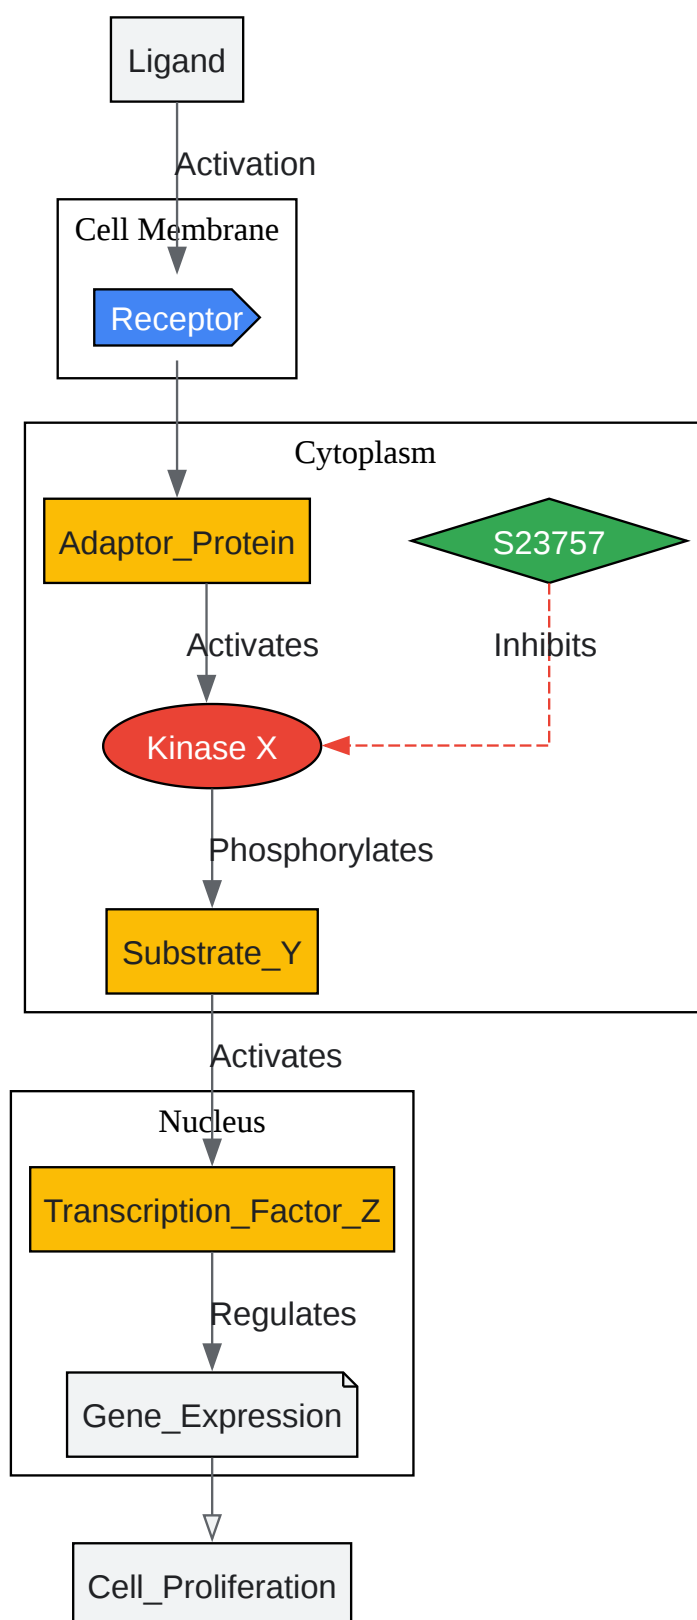 Ligand
Activation
Cell Membrane
Receptor
Cytoplasm
Adaptor_Protein
S23757
Activates
Inhibits
Kinase X
Phosphorylates
Substrate_Y
Activates
Nucleus
Transcription_Factor_Z
Regulates
Gene_Expression
Cell_Proliferation